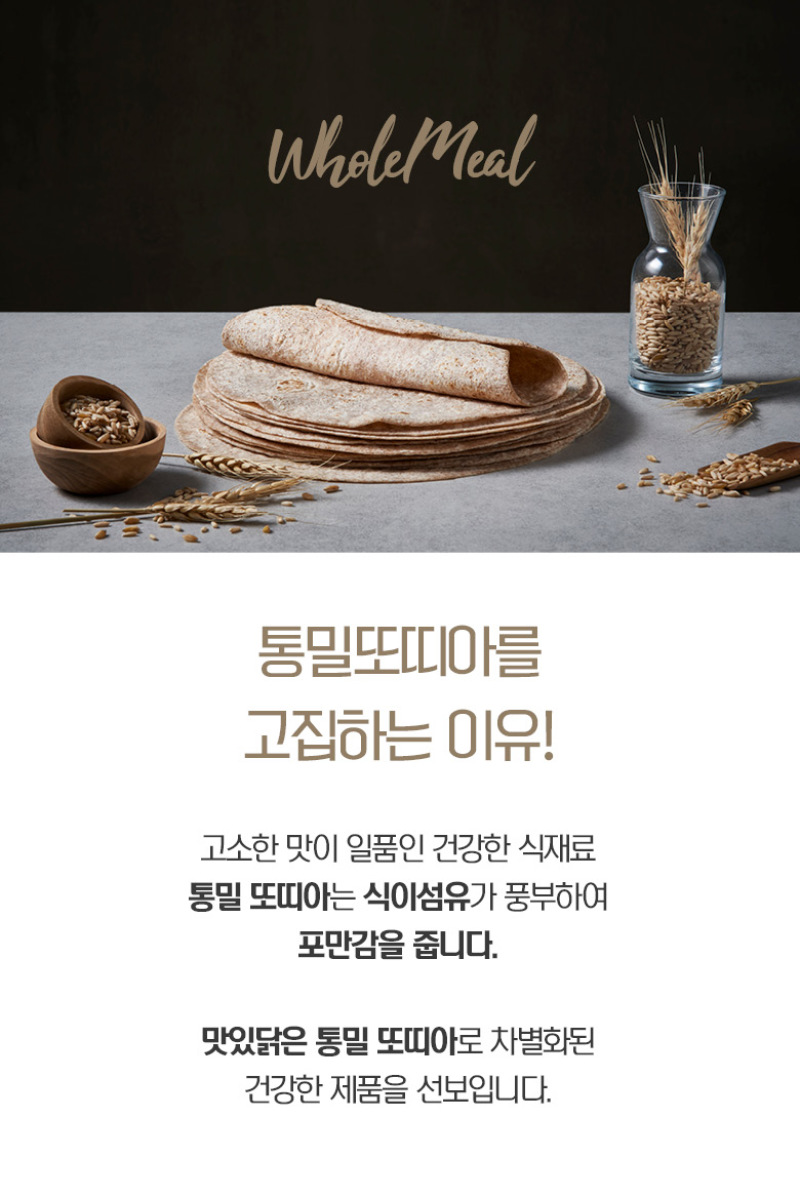 WholeMeal
통밀또띠아를
고집하는 이유!
고소한 맛이 일품인 건강한 식재료
통밀 또띠아는 식이섬유가 풍부하여
포만감을 줍니다.
맛있닭은 통밀 또띠아로 차별화된
건강한 제품을 선보입니다.